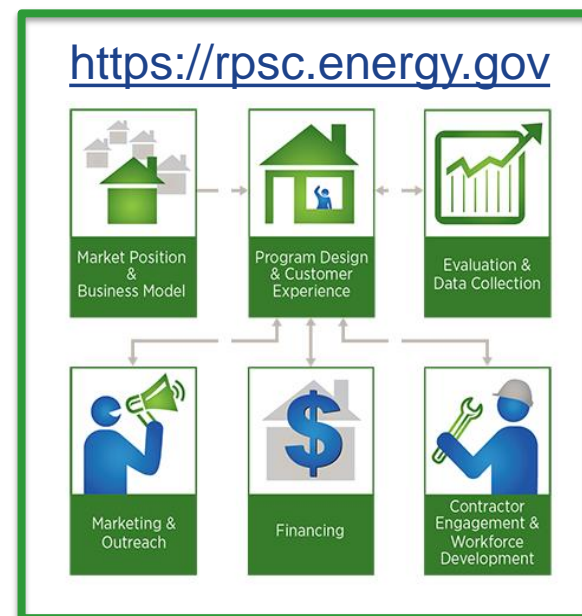 https://rpsc.energy.gov
Market Position
&
Business Model
Program Design
& Customer
Experience
Evaluation &
Data Collection
Marketing &
Outreach
Financing
Contractor
Engagement &
Workforce
Development